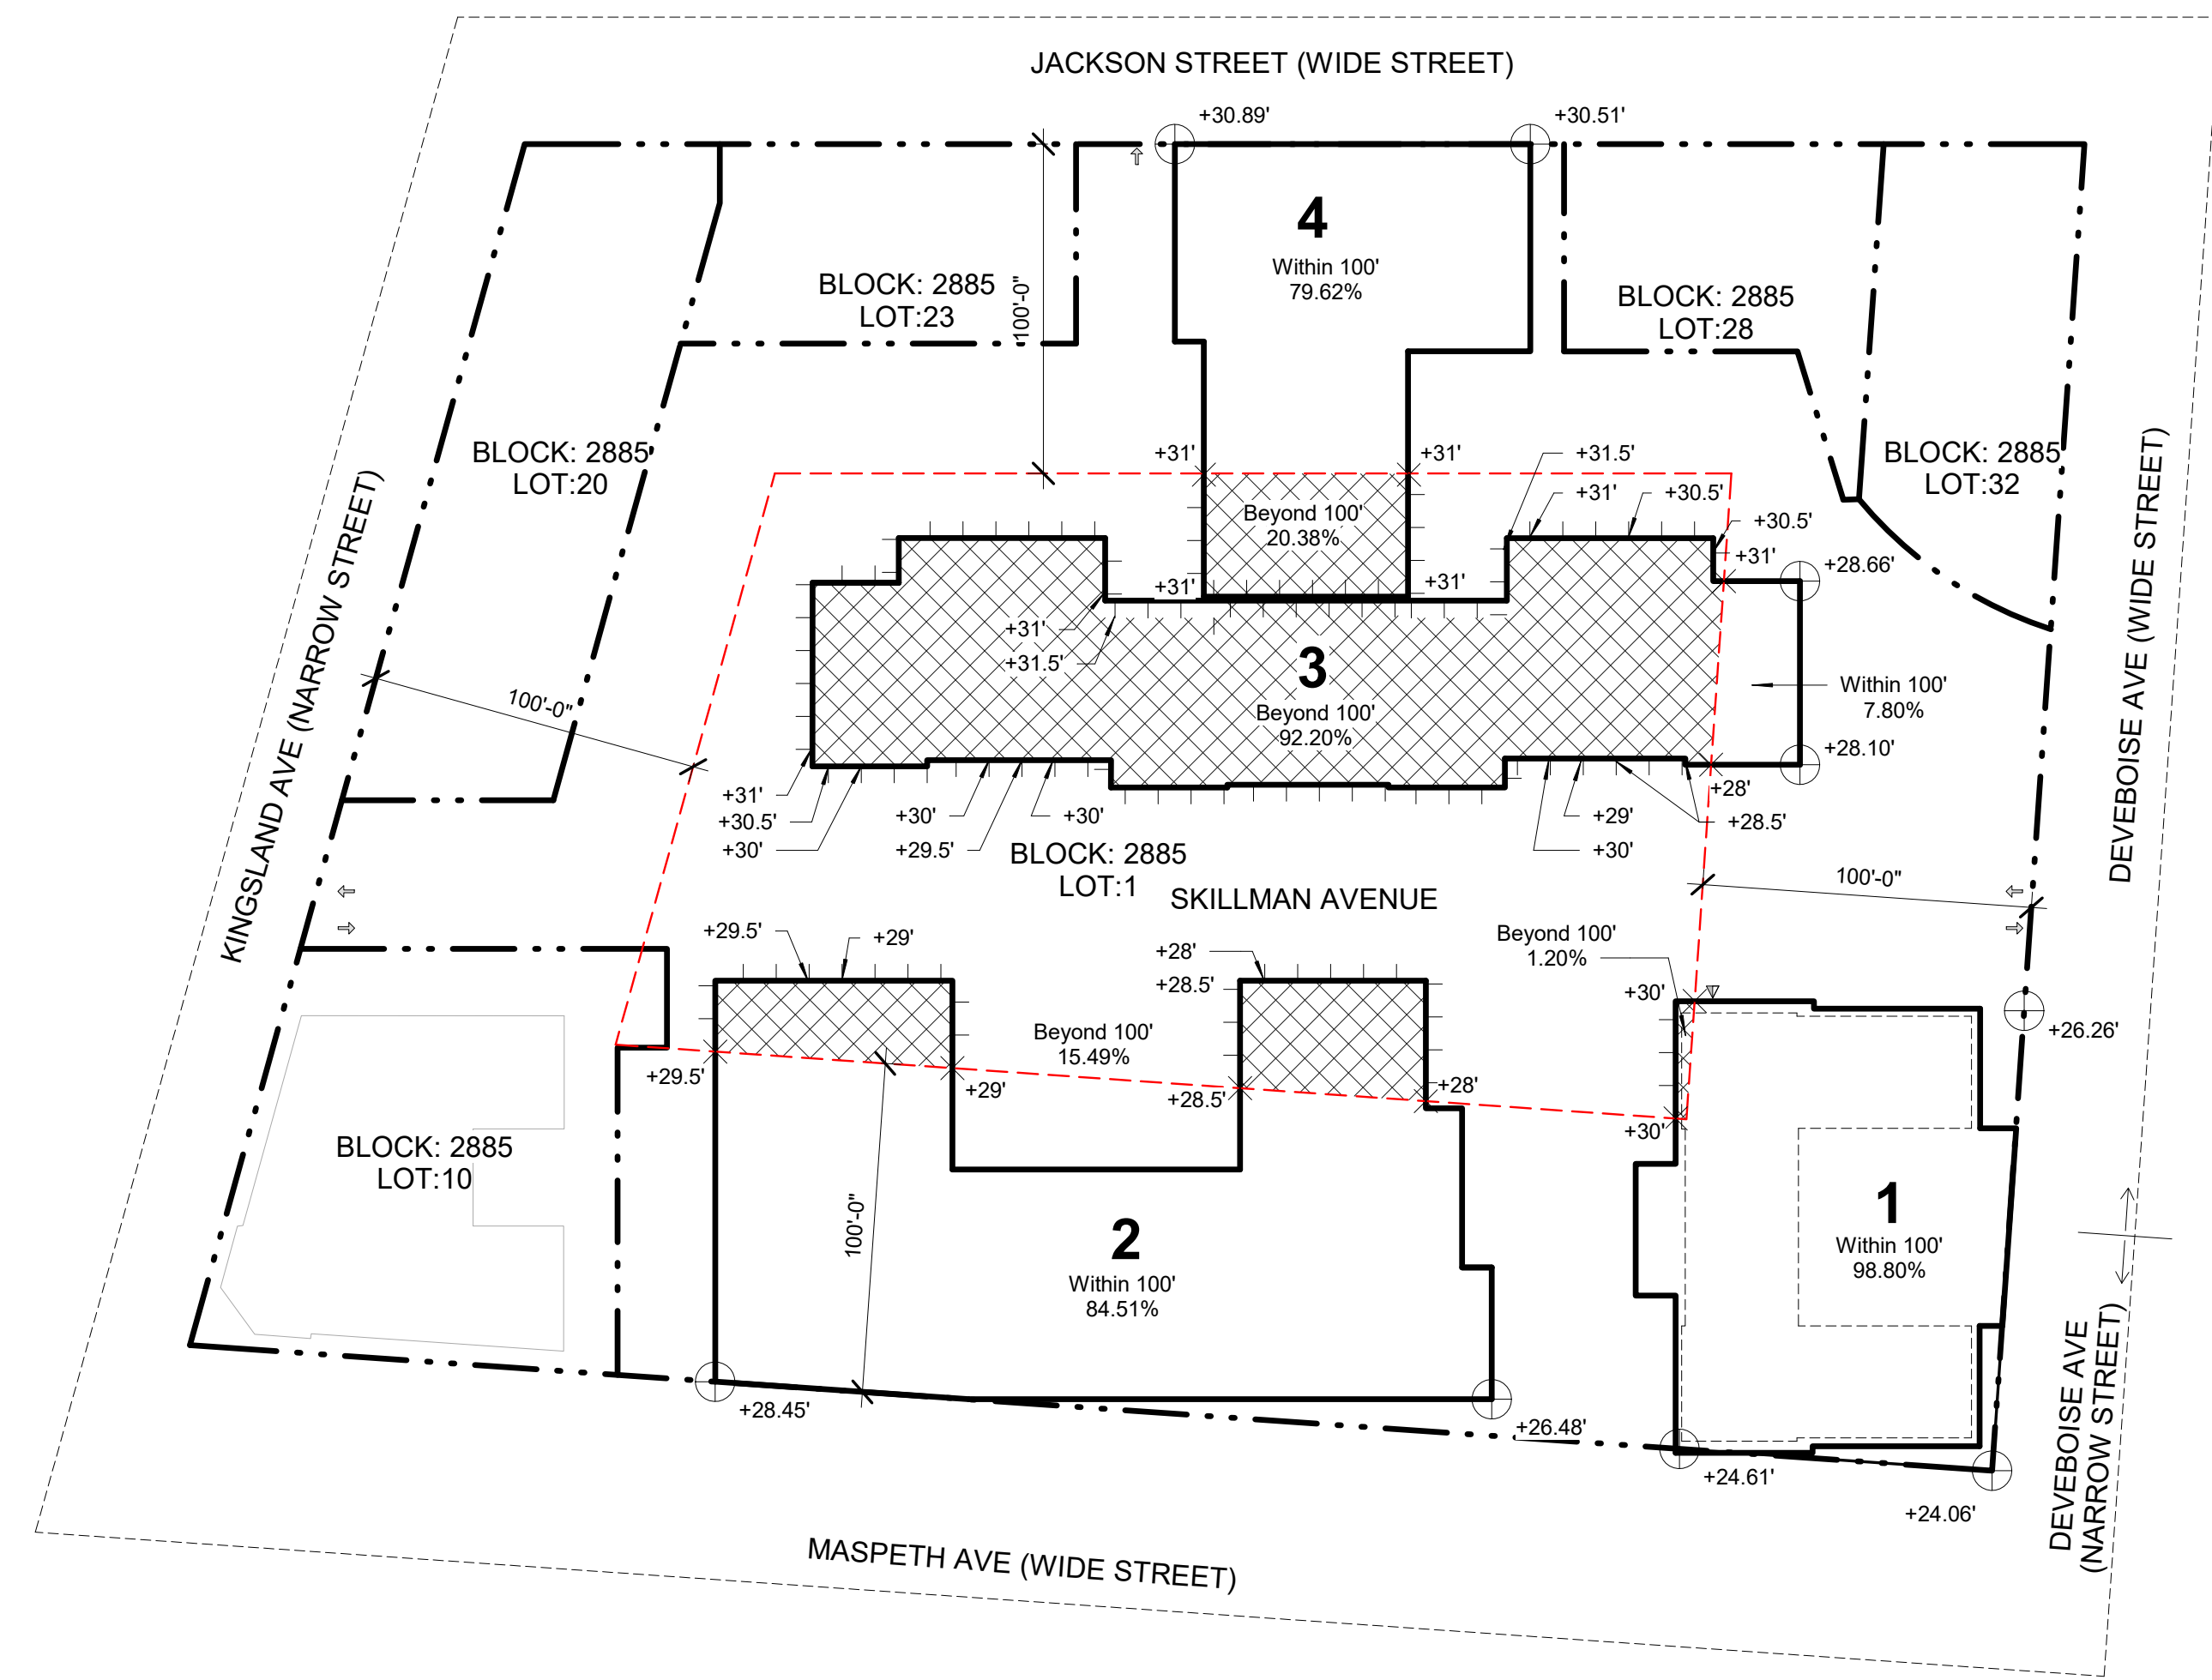 JACKSON STREET (WIDE STREET)
+30.89'
+30.51'
4
Within 100'
79.62%
BLOCK: 2885
LOT:23
100'-0"
BLOCK: 2885
LOT:28
BLOCK: 2885
LOT:20
BLOCK: 2885
LOT:32
KINGSLAND AVE (NARROW STREET)
DEVEBOISE AVE (WIDE STREET)
+31'
+31'
+31.5'
+31'
+30.5'
+30.5'
+31'
Beyond 100'
20.38%
+28.66'
+31'
+31'
+31'
+31.5'
3
Beyond 100'
92.20%
Within 100'
7.80%
100'-0"
+28.10'
+31'
+30.5'
+30'
+30'
+29.5'
+30'
+28'
+29'
+28.5'
+30'
BLOCK: 2885
LOT:1
SKILLMAN AVENUE
100'-0"
+29.5'
+29'
+28'
+28.5'
Beyond 100'
1.20%
+30'
+26.26'
Beyond 100'
15.49%
+29.5'
+29'
+28.5'
+28'
+30'
BLOCK: 2885
LOT:10
100'-0"
2
Within 100'
84.51%
1
Within 100'
98.80%
DEVEBOISE AVE
(NARROW STREET)
+28.45'
+26.48'
+24.61'
+24.06'
MASPETH AVE (WIDE STREET)